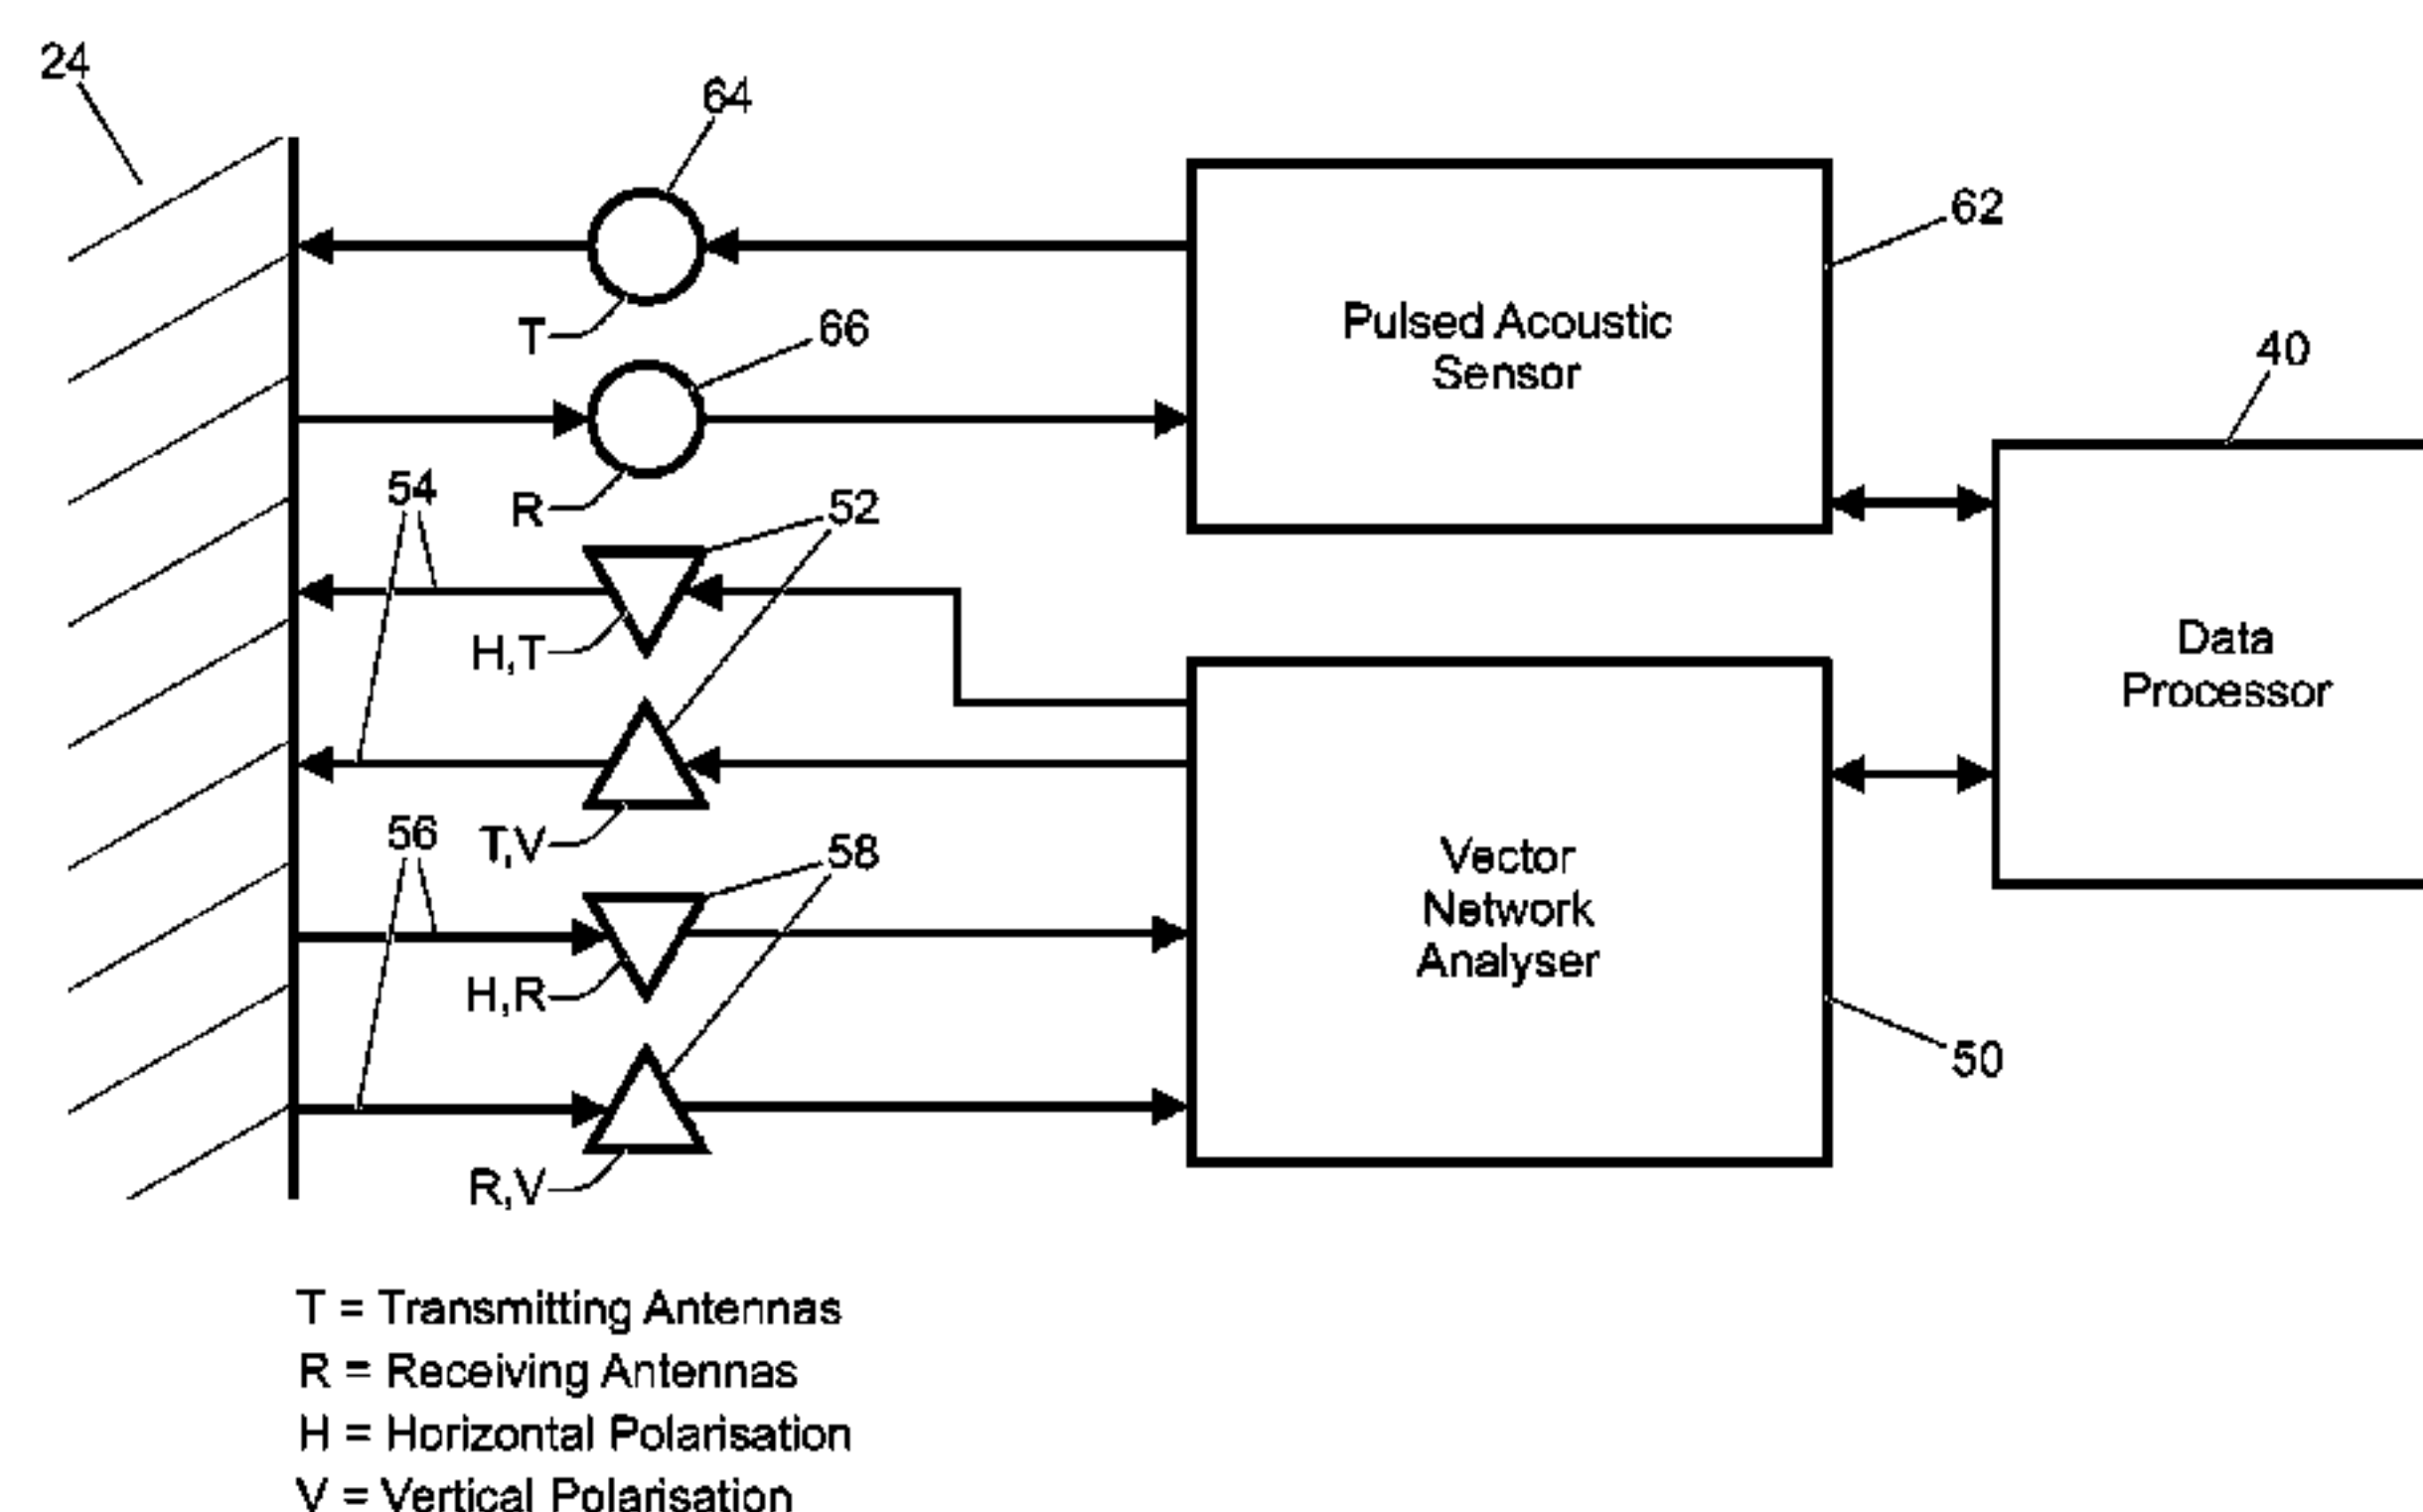 24
64
62
T
66
Pulsed Acoustic
Sensor
40
54
R
52
H,T
Data
Processor
T,V
56
58
Vector
Network
Analyser
H,R
50
R,V
T = Transmitting Antennas
R = Receiving Antennas
H = Horizontal Polarisation
V = Vertical Polarisation